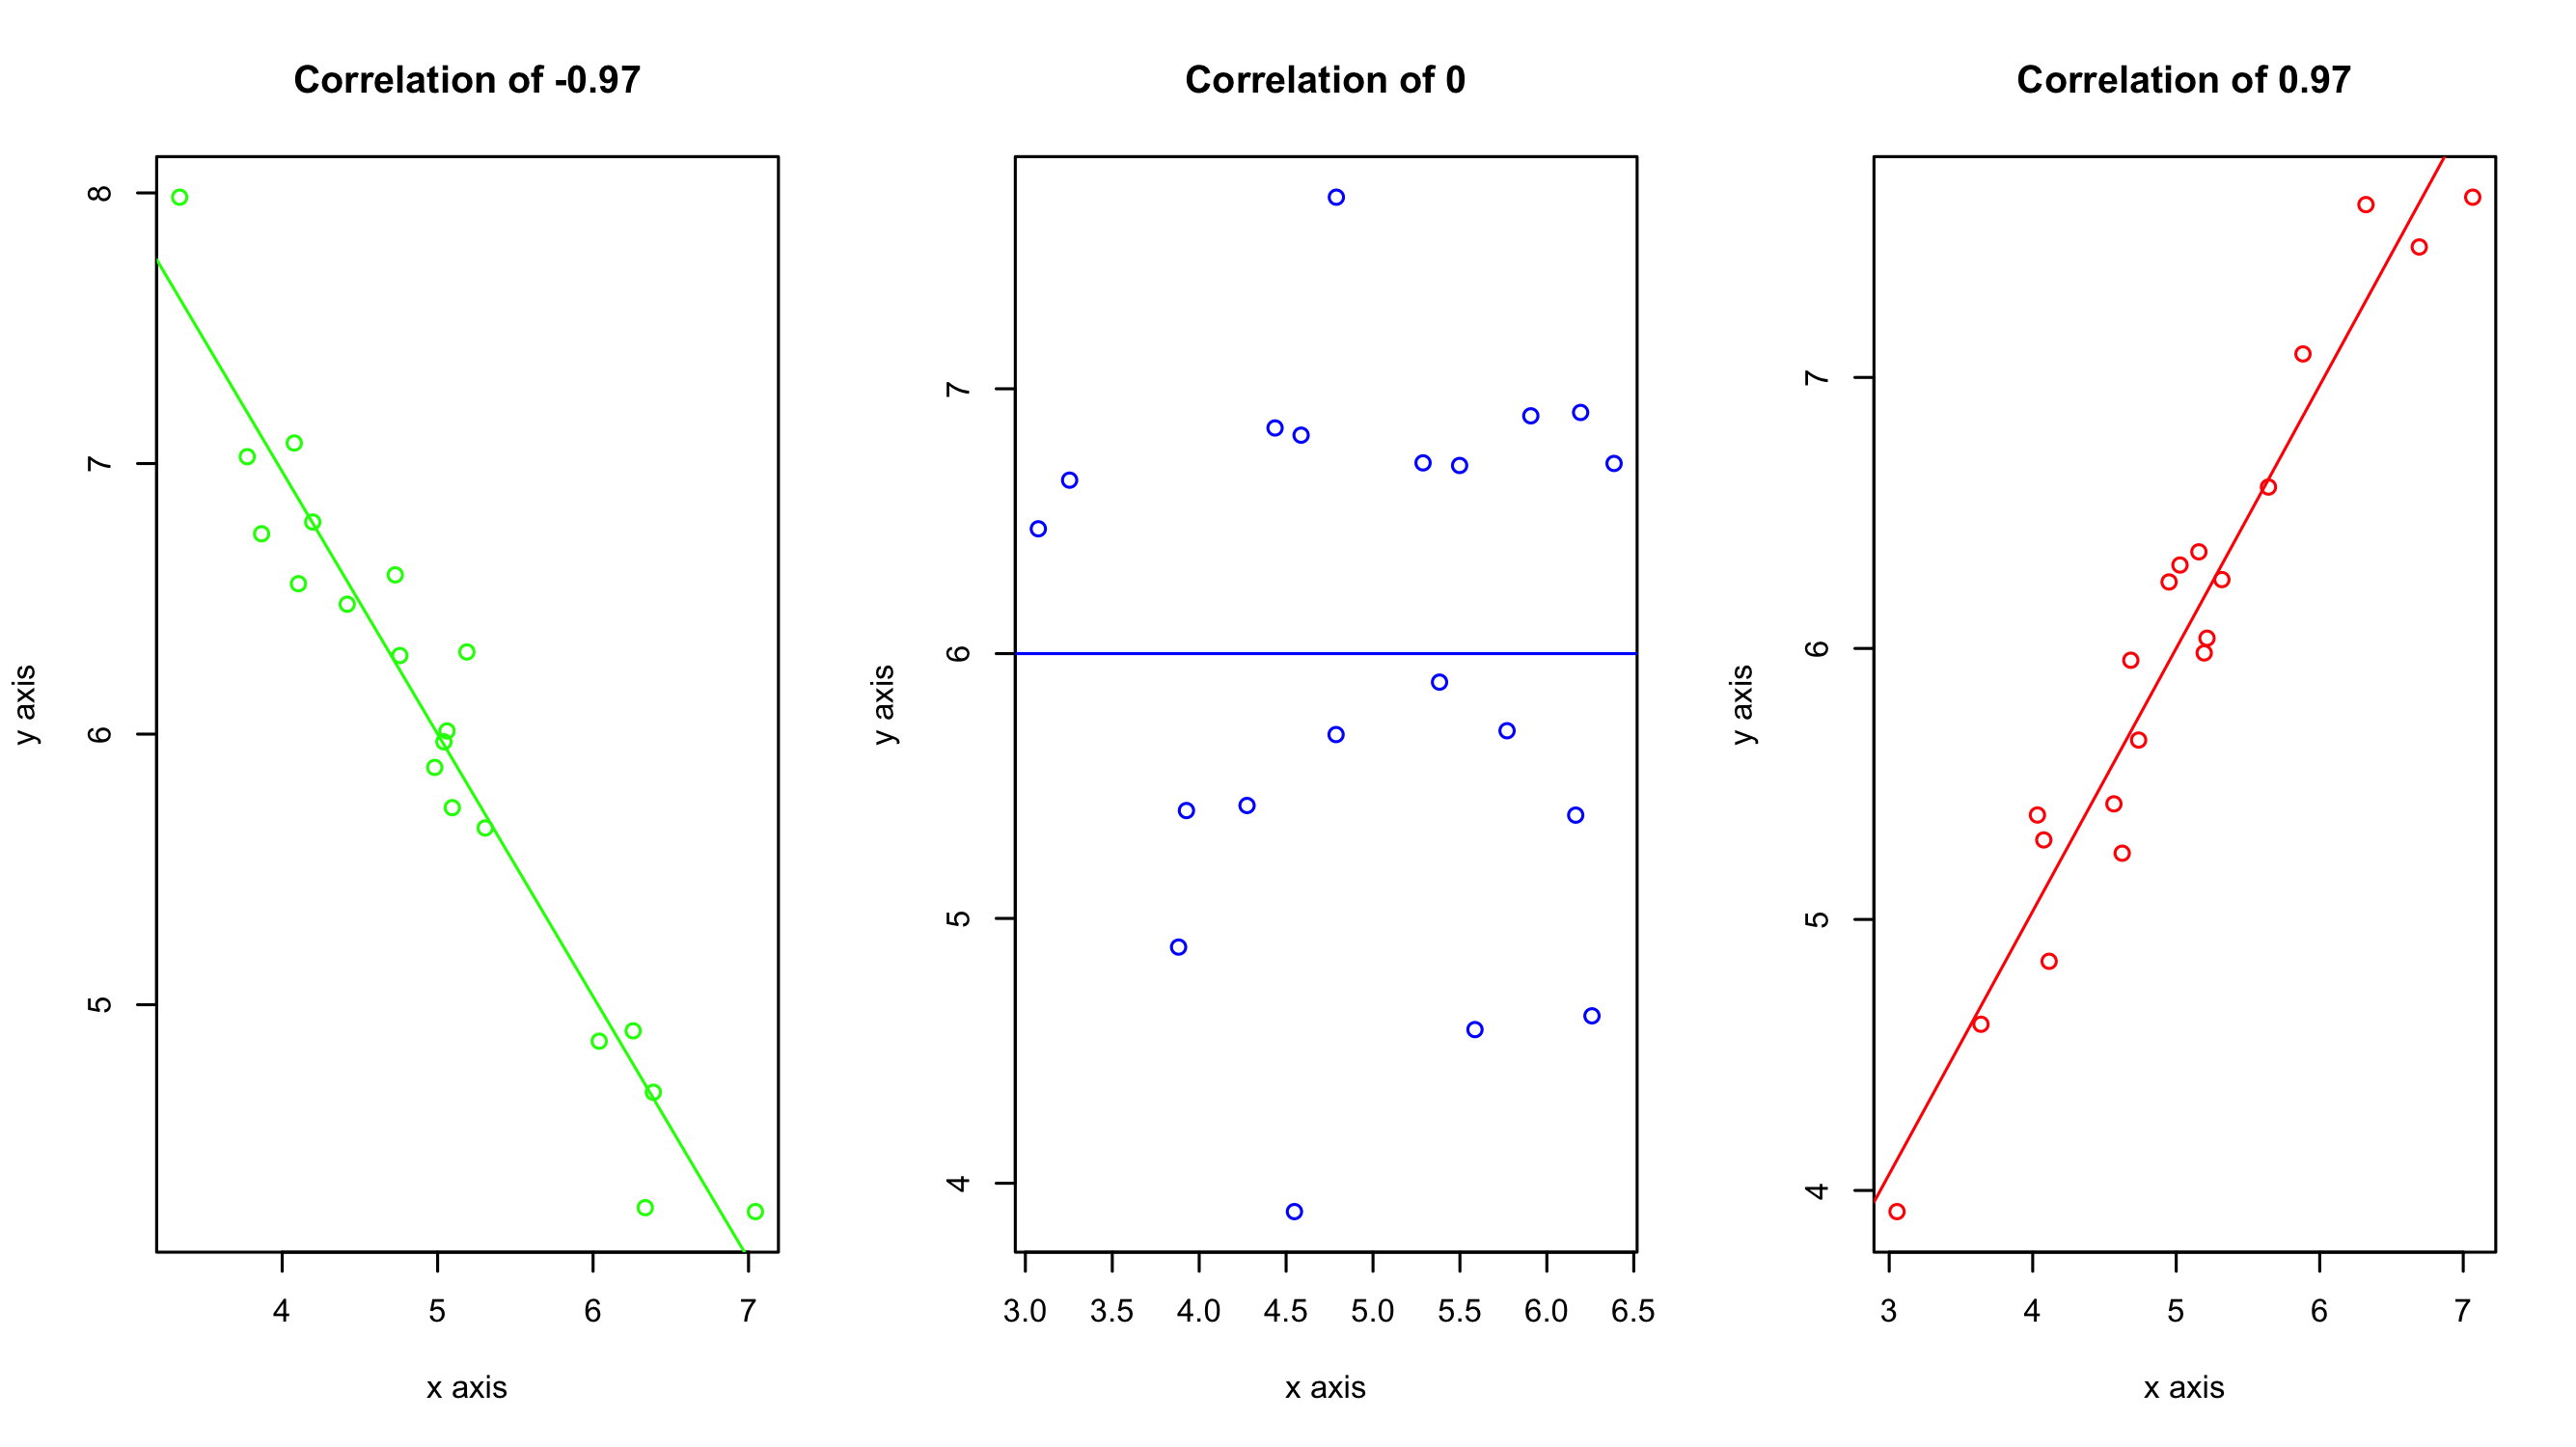 Correlation of -0.97
y axis
8
7
6
5
4 5 6 7
x axis
Correlation of 0
y axis
7
6
5
4
3.0 3.5 4.0 4.5 5.0 5.5 6.0 6.5
x axis
Correlation of 0.97
y axis
7
6
5
4
3 4 5 6 7
x axis